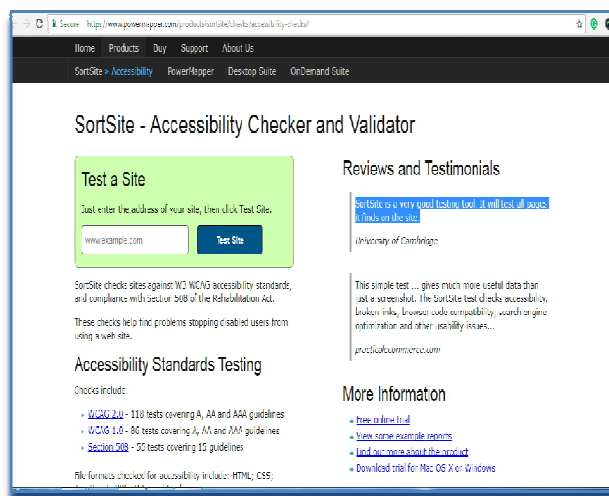 Secure https://www.powermapper.com/products/sortsite/checks/accessibility-checks/
Home Products Buy Support About Us
SortSite » Accessibility PowerMapper Desktop Suite OnDemand Suite
SortSite - Accessibility Checker and Validator
Test a Site
Just enter the address of your site, then click Test Site.
www.example.com Test Site
SortSite checks sites against W3 WCAG accessibility standards,
and compliance with Section 508 of the Rehabilitation Act.
These checks help find problems stopping disabled users from
using a web site.
Accessibility Standards Testing
Checks include:
WCAG 2.0 - 118 tests covering A, AA and AAA guidelines
WCAG 1.0 - 86 tests covering A, AA and AAA guidelines
Section 508 - 55 tests covering 15 guidelines
File formats checked for accessibility include: HTML; CSS;
Reviews and Testimonials
SortSite is a very good testing tool. It will test all pages
it finds on the site.
University of Cambridge
This simple test ... gives much more useful data than
just a screenshot. The SortSite test checks accessibility,
broken links, browser code compatibility, search engine
optimization and other usability issues...
practicalecommerce.com
More Information
Free online trial
View some example reports
Find out more about the product
Download trial for Mac OS X or Windows